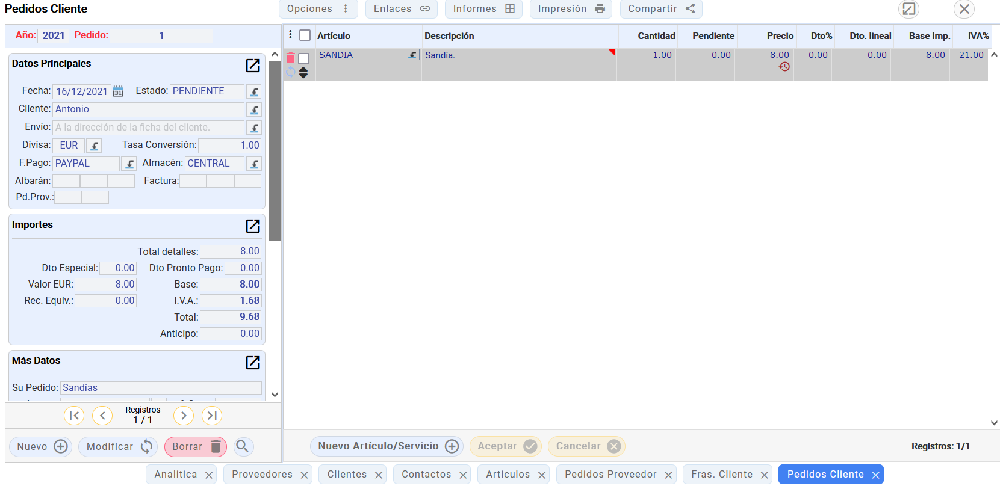 Pedidos Cliente
Opciones
Enlaces
Informes
Impresión
Compartir
Año: 2021 Pedido: 1
Datos Principales
Fecha: 16/12/2021 31 Estado: PENDIENTE
Cliente: Antonio
Envío: A la dirección de la ficha del cliente.
Divisa: EUR Tasa Conversión: 1.00
F.Pago: PAYPAL Almacén: CENTRAL
Albarán: Factura:
Pd.Prov.:
Importes
Total detalles: 8.00
Dto Especial: 0.00 Dto Pronto Pago: 0.00
Valor EUR: 8.00 Base: 8.00
Rec. Equiv.: 0.00 I.V.A.: 1.68
Total: 9.68
Anticipo: 0.00
Más Datos
Su Pedido: Sandías
Registros
1 / 1
Nuevo
Modificar
Borrar
Artículo Descripción Cantidad Pendiente Precio Dto% Dto. lineal Base Imp. IVA%
SANDIA Sandía. 1.00 0.00 8.00 0.00 0.00 8.00 21.00
Nuevo Artículo/Servicio
Aceptar
Cancelar
Registros: 1/1
Analitica
Proveedores
Clientes
Contactos
Articulos
Pedidos Proveedor
Fras. Cliente
Pedidos Cliente